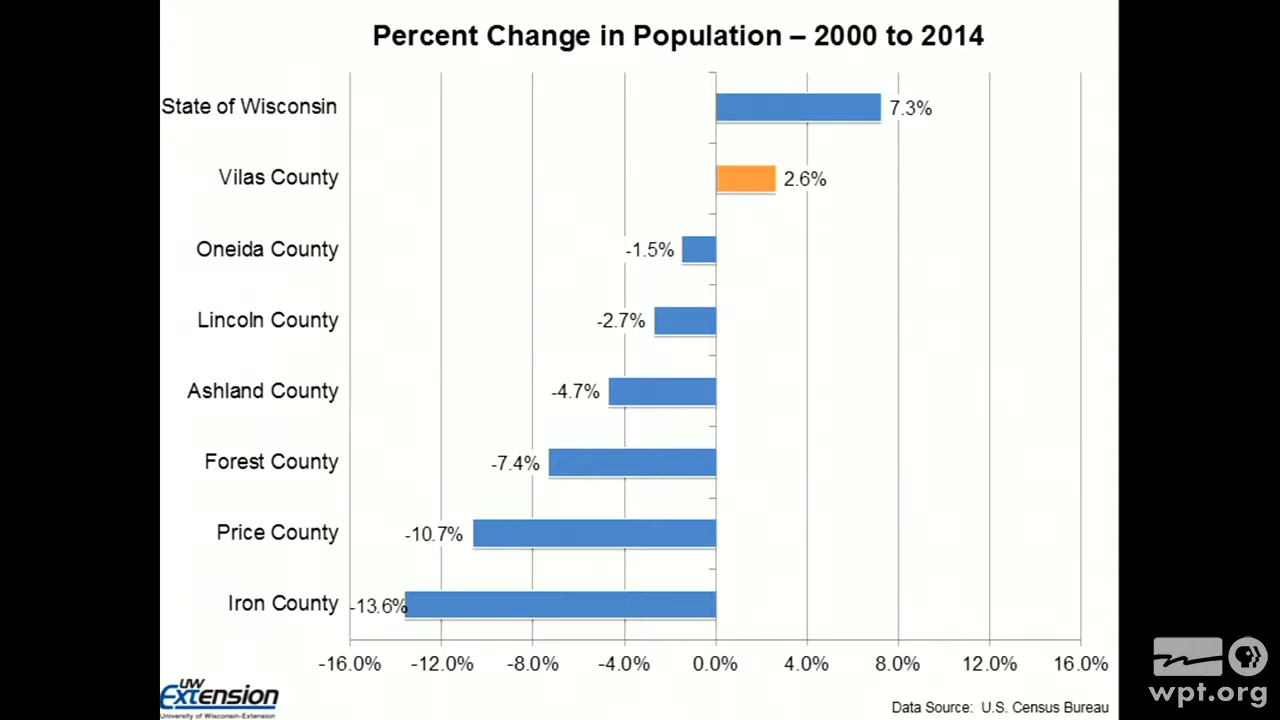 Percent Change in Population – 2000 to 2014
State of Wisconsin
7.3%
Vilas County
2.6%
Oneida County
-1.5%
Lincoln County
-2.7%
Ashland County
-4.7%
Forest County
-7.4%
Price County
-10.7%
Iron County
-13.6%
-16.0% -12.0% -8.0% -4.0% 0.0% 4.0% 8.0% 12.0% 16.0%
UW
Extension
University of Wisconsin-Extension
Data Source: U.S. Census Bureau
wpt.org